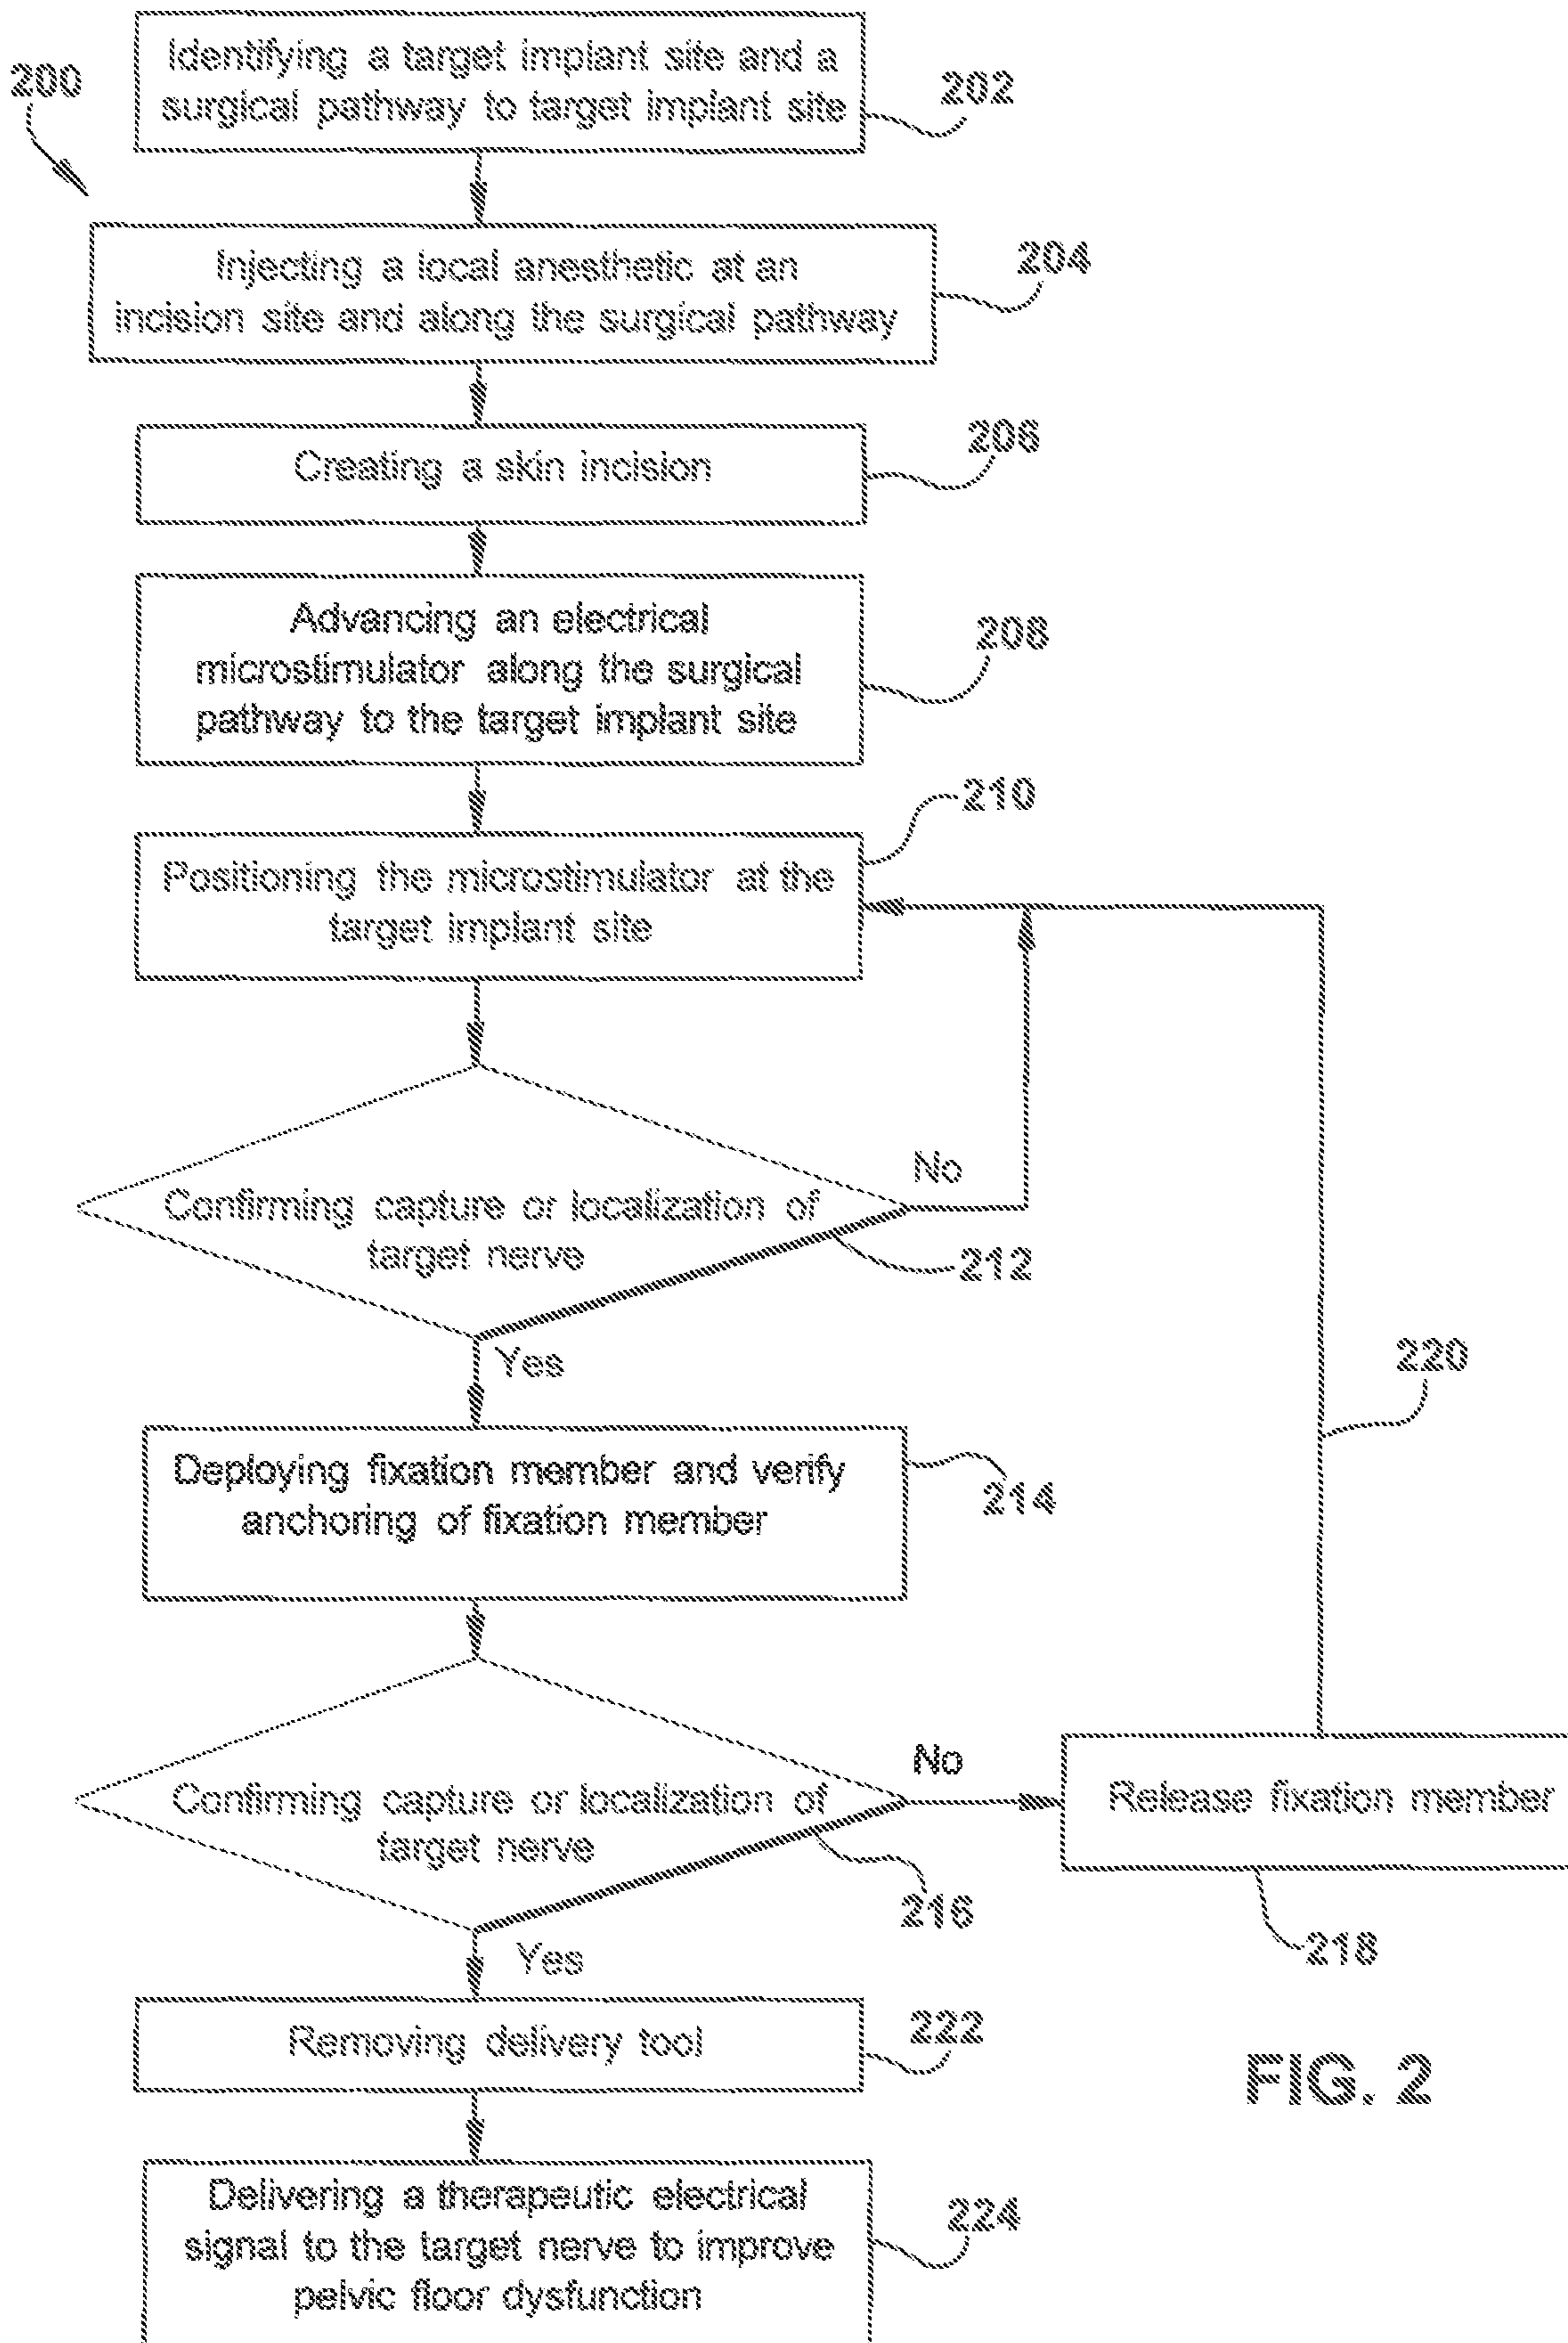 200
Identifying a target implant site and a
surgical pathway to target implant site
202
Injecting a local anesthetic at an
incision site and along the surgical pathway
204
Creating a skin incision
206
Advancing an electrical
microstimulator along the surgical
pathway to the target implant site
208
210
Positioning the microstimulator at the
target implant site
No
Confirming capture or localization of
target nerve
212
Yes
220
Deploying fixation member and verify
anchoring of fixation member
214
No
Confirming capture or localization of
target nerve
216
Release fixation member
218
Yes
Removing delivery tool
222
FIG. 2
Delivering a therapeutic electrical
signal to the target nerve to improve
pelvic floor dysfunction
224